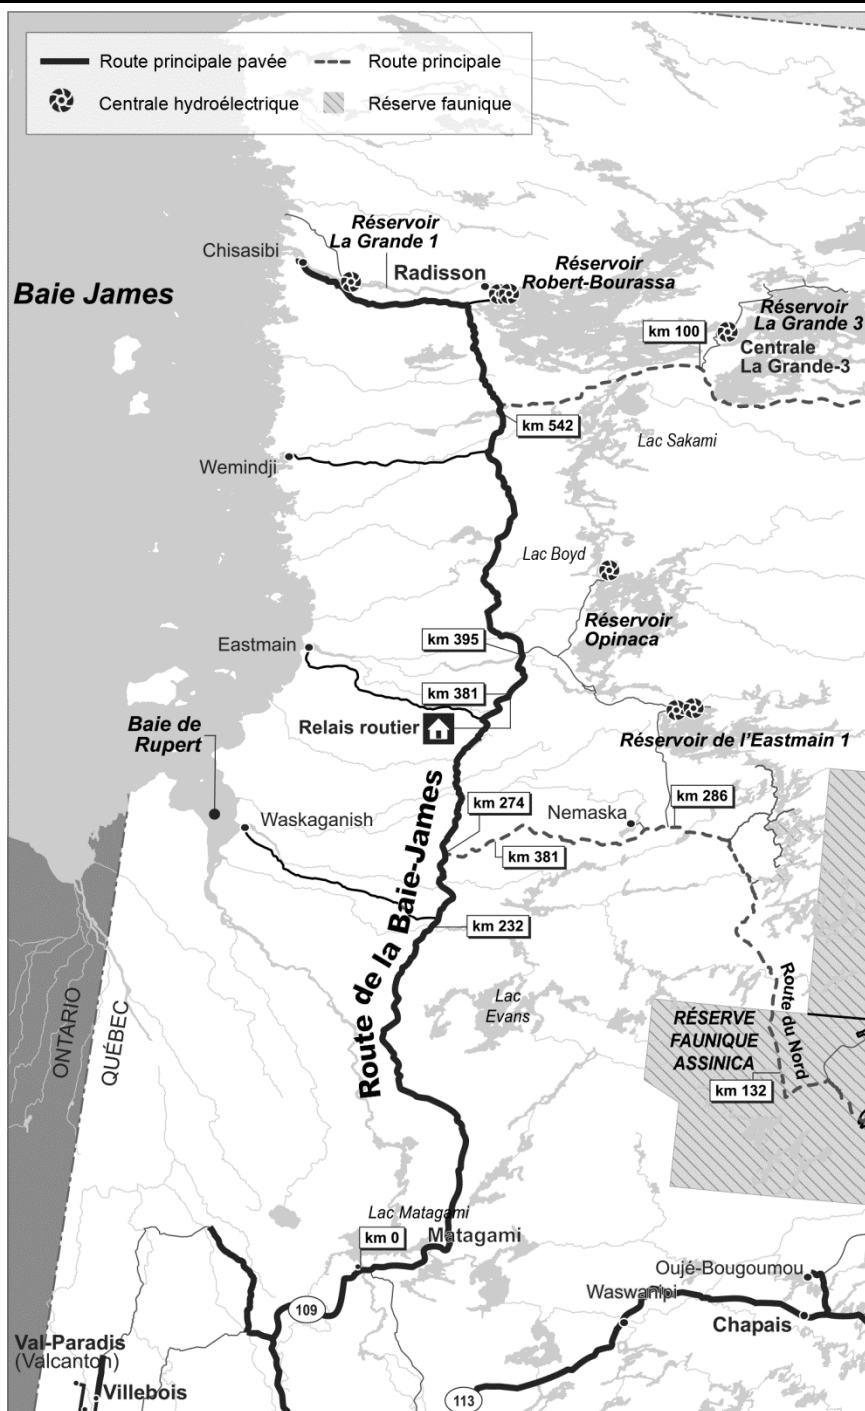 Route principale pavée
Route principale
Centrale hydroélectrique
Réserve faunique
Réservoir
La Grande 1
Chisasibi
Radisson
Réservoir
Robert-Bourassa
Baie James
Réservoir
La Grande 3
km 100
Centrale
La Grande-3
km 542
Lac Sakami
Wemindji
Lac Boyd
Réservoir
Opinaca
km 395
Eastmain
km 381
Relais routier
Baie de
Rupert
Réservoir de l'Eastmain 1
km 274
Nemaska
km 286
Waskaganish
km 381
km 232
Route de la Baie-James
Lac
Evans
Route du Nord
RÉSERVE
FAUNIQUE
ASSINICA
km 132
ONTARIO
QUÉBEC
Lac Matagami
km 0
Matagami
Oujé-Bougoumou
Waswanipi
109
Chapais
Val-Paradis
(Valcanton)
Villebois
113